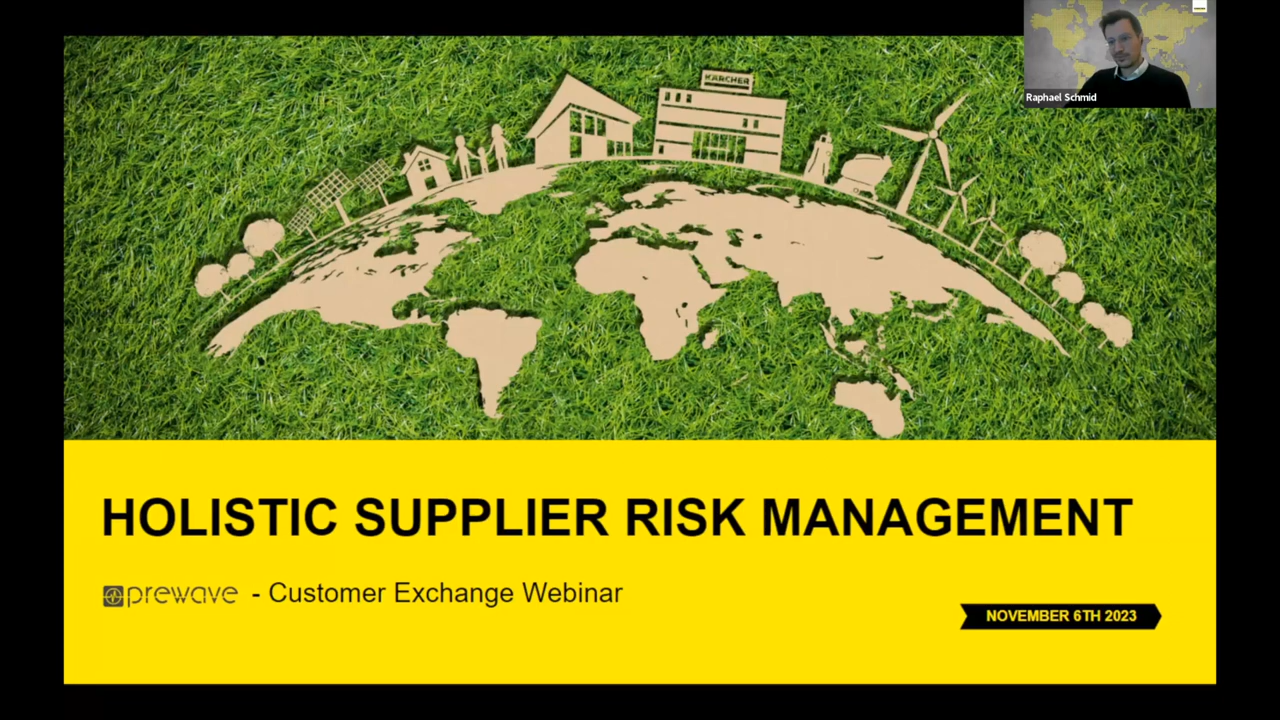 Raphael Schmid
KÄRCHER
HOLISTIC SUPPLIER RISK MANAGEMENT
prewave - Customer Exchange Webinar
NOVEMBER 6TH 2023